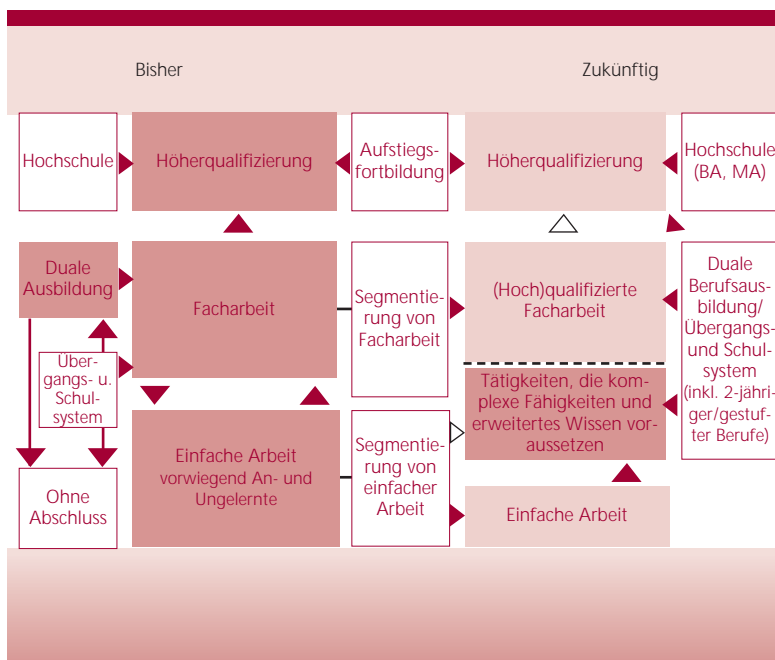 Bisher
Zukünftig
Hochschule
Höherqualifizierung
Aufstiegs-
fortbildung
Höherqualifizierung
Hochschule
(BA, MA)
Duale
Ausbildung
Facharbeit
Segmentie-
rung von
Facharbeit
(Hoch)qualifizierte
Facharbeit
Duale
Berufsaus-
bildung/
Übergangs-
und Schul-
system
(inkl. 2-jähri-
ger/gestuf-
ter Berufe)
Über-
gangs- u.
Schul-
system
Tätigkeiten, die kom-
plexe Fähigkeiten und
erweitertes Wissen vor-
aussetzen
Ohne
Abschluss
Einfache Arbeit
vorwiegend An- und
Ungelernte
Segmentie-
rung von
einfacher
Arbeit
Einfache Arbeit